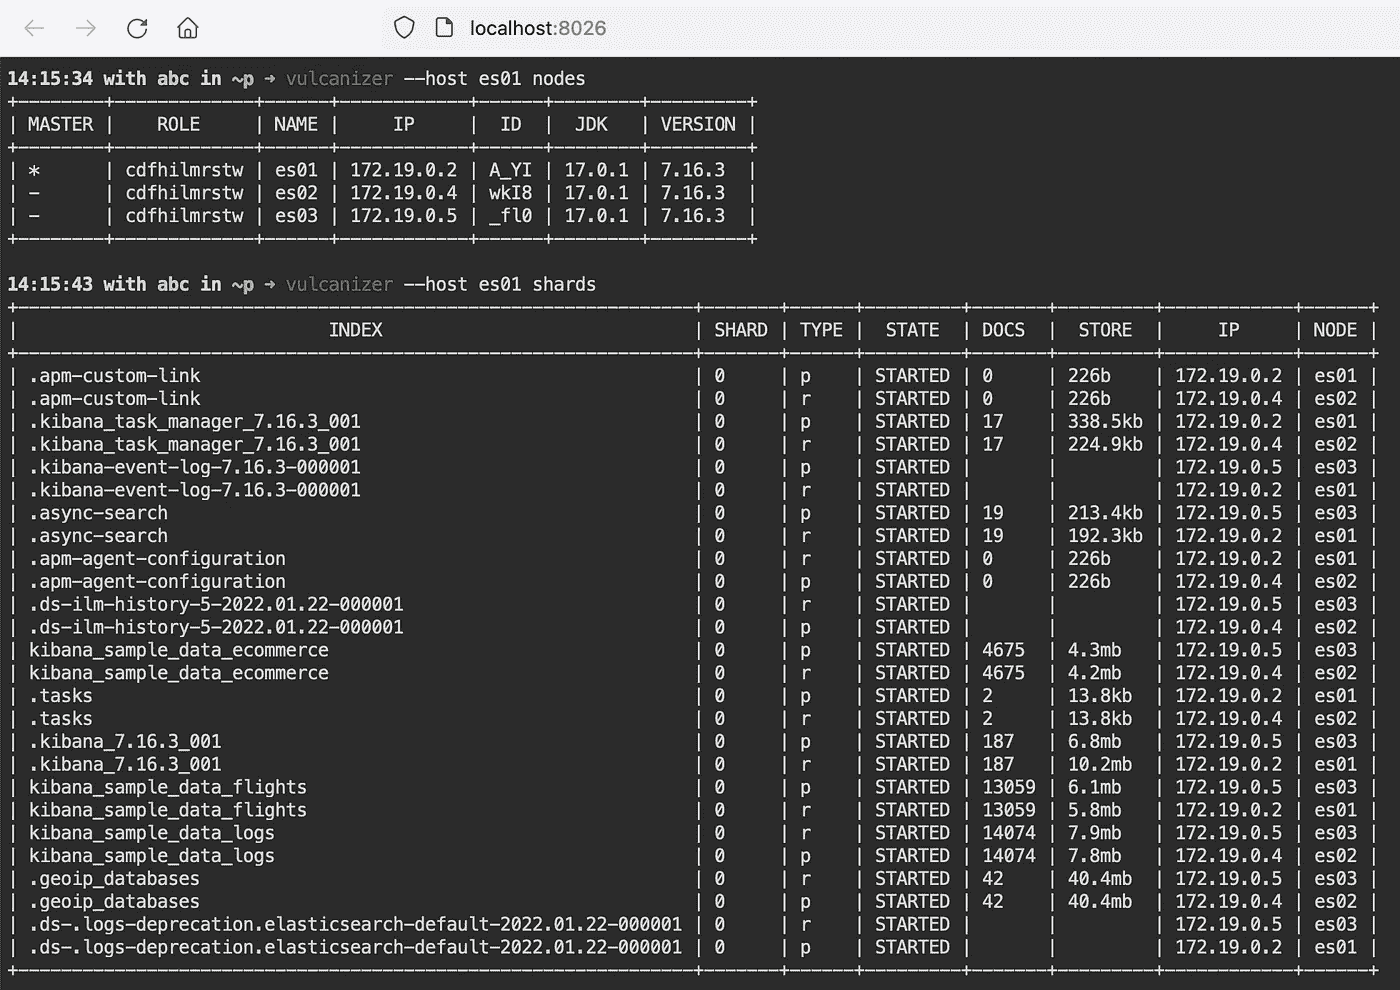 localhost:8026
14:15:34 with abc in ~p → vulcanizer --host es01 nodes
+--------+-------------+------+------------+------+--------+---------+
| MASTER |    ROLE     | NAME |     IP     |  ID  |  JDK   | VERSION |
+--------+-------------+------+------------+------+--------+---------+
| *      | cdfhilmrstw | es01 | 172.19.0.2 | A_YI | 17.0.1 | 7.16.3  |
| -      | cdfhilmrstw | es02 | 172.19.0.4 | wkI8 | 17.0.1 | 7.16.3  |
| -      | cdfhilmrstw | es03 | 172.19.0.5 | _fl0 | 17.0.1 | 7.16.3  |
+--------+-------------+------+------------+------+--------+---------+
14:15:43 with abc in ~p → vulcanizer --host es01 shards
+---------------------------------------------------------------+-------+------+---------+-------+---------+------------+------+
|                             INDEX                             | SHARD | TYPE |  STATE  | DOCS  |  STORE  |     IP     | NODE |
+---------------------------------------------------------------+-------+------+---------+-------+---------+------------+------+
| .apm-custom-link                                              | 0     | p    | STARTED | 0     | 226b    | 172.19.0.2 | es01 |
| .apm-custom-link                                              | 0     | r    | STARTED | 0     | 226b    | 172.19.0.4 | es02 |
| .kibana_task_manager_7.16.3_001                               | 0     | p    | STARTED | 17    | 338.5kb | 172.19.0.2 | es01 |
| .kibana_task_manager_7.16.3_001                               | 0     | r    | STARTED | 17    | 224.9kb | 172.19.0.4 | es02 |
| .kibana-event-log-7.16.3-000001                               | 0     | p    | STARTED |       |         | 172.19.0.5 | es03 |
| .kibana-event-log-7.16.3-000001                               | 0     | r    | STARTED |       |         | 172.19.0.2 | es01 |
| .async-search                                                 | 0     | p    | STARTED | 19    | 213.4kb | 172.19.0.5 | es03 |
| .async-search                                                 | 0     | r    | STARTED | 19    | 192.3kb | 172.19.0.2 | es01 |
| .apm-agent-configuration                                      | 0     | r    | STARTED | 0     | 226b    | 172.19.0.2 | es01 |
| .apm-agent-configuration                                      | 0     | p    | STARTED | 0     | 226b    | 172.19.0.4 | es02 |
| .ds-ilm-history-5-2022.01.22-000001                           | 0     | r    | STARTED |       |         | 172.19.0.5 | es03 |
| .ds-ilm-history-5-2022.01.22-000001                           | 0     | p    | STARTED |       |         | 172.19.0.4 | es02 |
| kibana_sample_data_ecommerce                                  | 0     | p    | STARTED | 4675  | 4.3mb   | 172.19.0.5 | es03 |
| kibana_sample_data_ecommerce                                  | 0     | r    | STARTED | 4675  | 4.2mb   | 172.19.0.4 | es02 |
| .tasks                                                        | 0     | p    | STARTED | 2     | 13.8kb  | 172.19.0.2 | es01 |
| .tasks                                                        | 0     | r    | STARTED | 2     | 13.8kb  | 172.19.0.4 | es02 |
| .kibana_7.16.3_001                                            | 0     | p    | STARTED | 187   | 6.8mb   | 172.19.0.5 | es03 |
| .kibana_7.16.3_001                                            | 0     | r    | STARTED | 187   | 10.2mb  | 172.19.0.2 | es01 |
| kibana_sample_data_flights                                    | 0     | p    | STARTED | 13059 | 6.1mb   | 172.19.0.5 | es03 |
| kibana_sample_data_flights                                    | 0     | r    | STARTED | 13059 | 5.8mb   | 172.19.0.2 | es01 |
| kibana_sample_data_logs                                       | 0     | r    | STARTED | 14074 | 7.9mb   | 172.19.0.5 | es03 |
| kibana_sample_data_logs                                       | 0     | p    | STARTED | 14074 | 7.8mb   | 172.19.0.4 | es02 |
| .geoip_databases                                              | 0     | r    | STARTED | 42    | 40.4mb  | 172.19.0.5 | es03 |
| .geoip_databases                                              | 0     | p    | STARTED | 42    | 40.4mb  | 172.19.0.4 | es02 |
| .ds-.logs-deprecation.elasticsearch-default-2022.01.22-000001 | 0     | r    | STARTED |       |         | 172.19.0.5 | es03 |
| .ds-.logs-deprecation.elasticsearch-default-2022.01.22-000001 | 0     | p    | STARTED |       |         | 172.19.0.2 | es01 |
+---------------------------------------------------------------+-------+------+---------+-------+---------+------------+------+